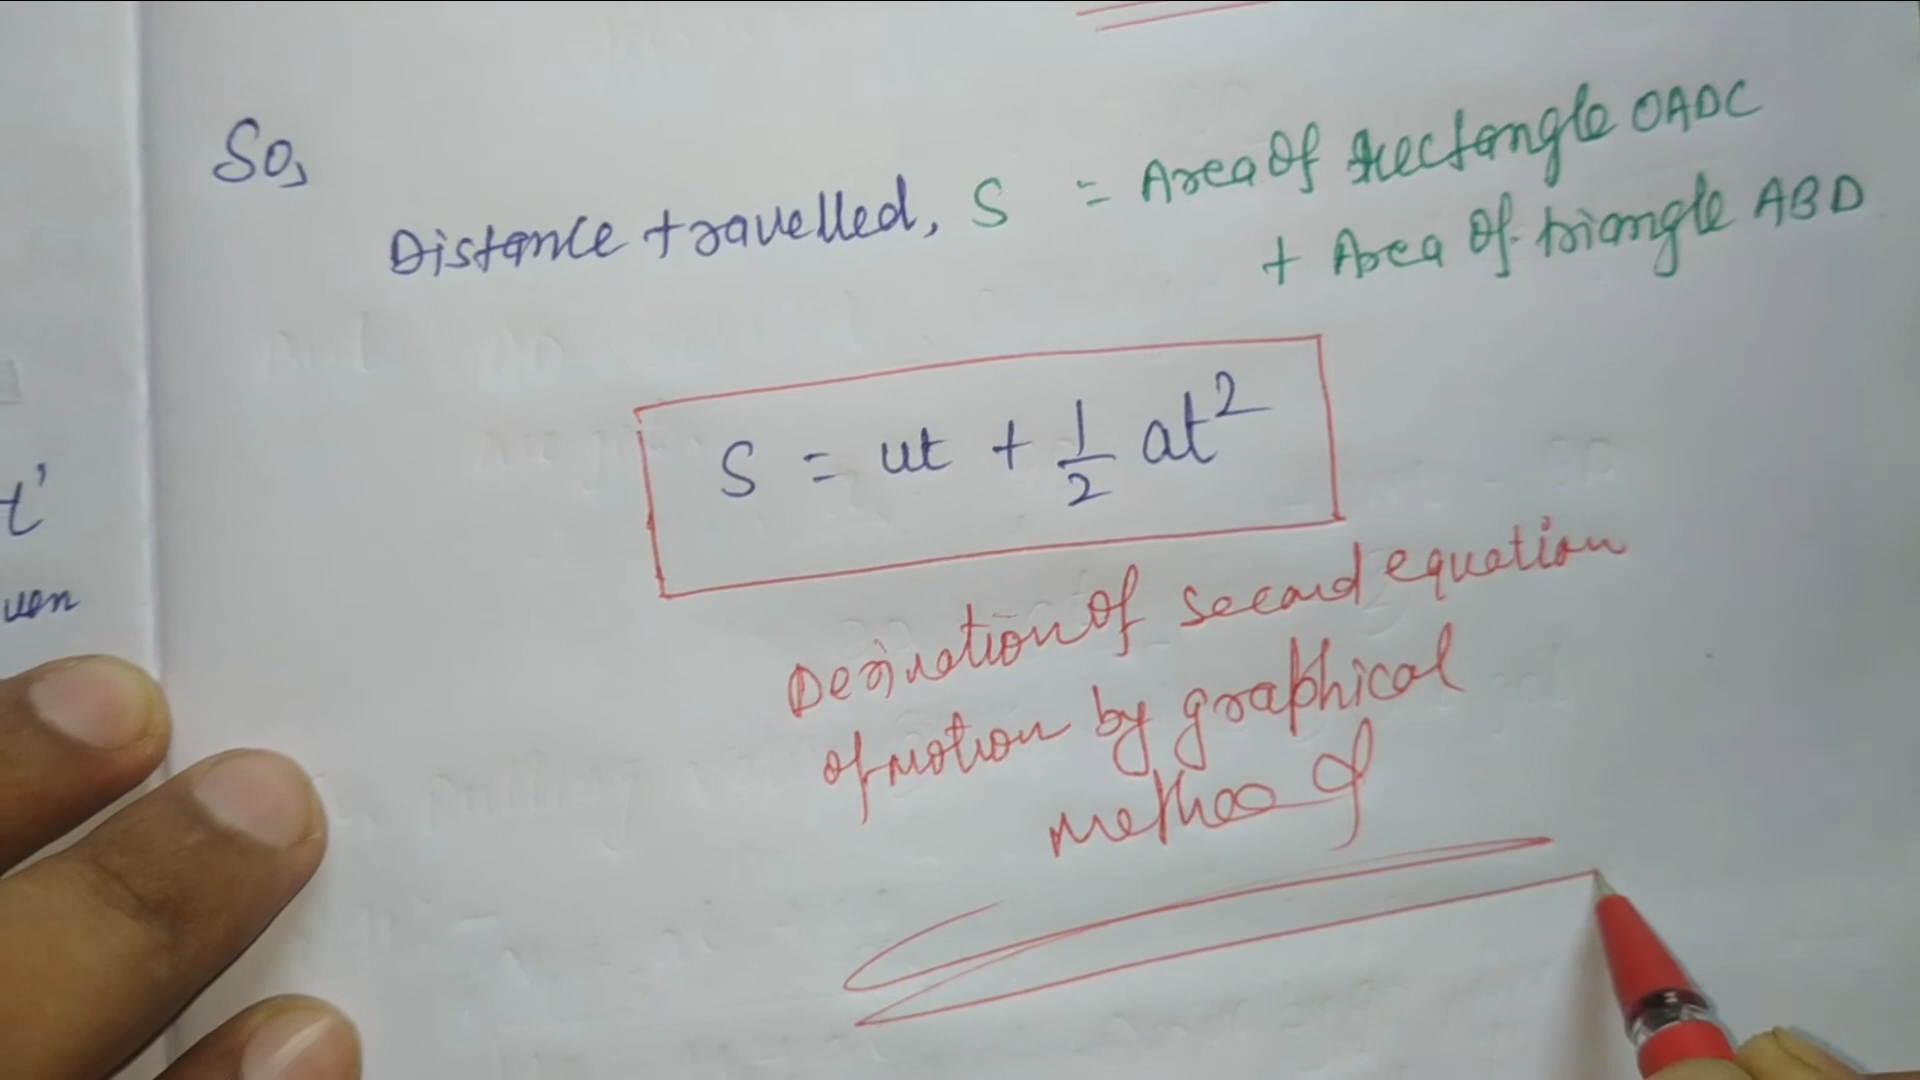 So,
Distance travelled, S = Area Of rectangle OADC
+ Area Of triangle ABD
S = ut + 1/2 at²
t'
Derivation Of second equation
of motion by graphical
method